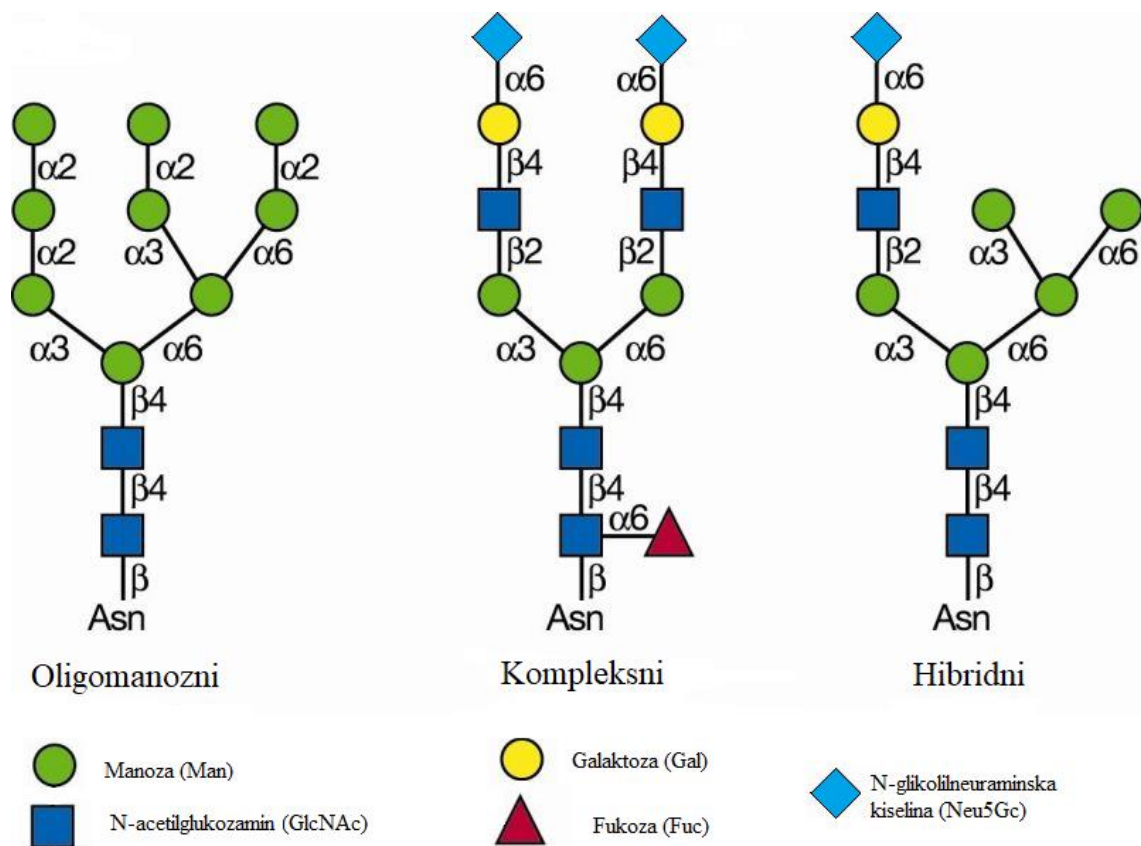 α6 α6 α6
α2 α2 α2 β4 β4 β4
α2 α3 α6 β2 β2 β2 α3 α6
α3 α6 α3 α6 α3 α6
β4 β4 β4
β4 β4 α6 β4
β β β
Asn Asn Asn
Oligomanozni Kompleksni Hibridni
Manoza (Man) Galaktoza (Gal) N-glikolilneuraminska
kiselina (Neu5Gc)
N-acetilghukozamin (GlcNAc) Fukoza (Fuc)